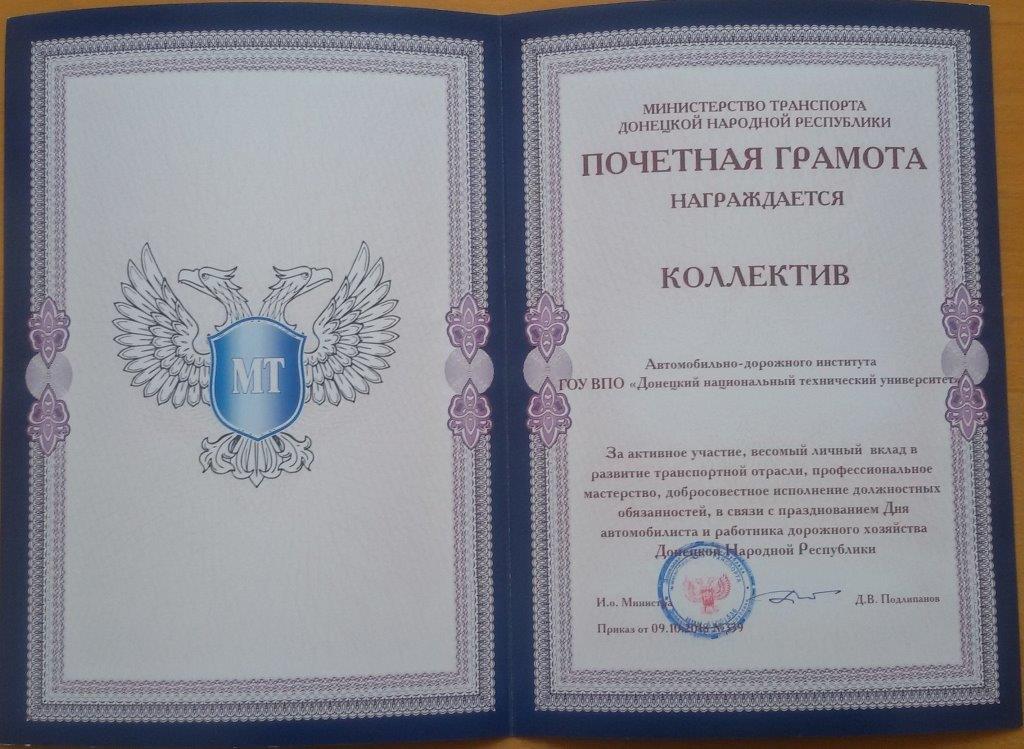 МТ
МИНИСТЕРСТВО ТРАНСПОРТА
ДОНЕЦКОЙ НАРОДНОЙ РЕСПУБЛИКИ
ПОЧЕТНАЯ ГРАМОТА
НАГРАЖДАЕТСЯ
КОЛЛЕКТИВ
Автомобильно-дорожного института
ГОУ ВПО «Донецкий национальный технический университет»
За активное участие, весомый личный вклад в
развитие транспортной отрасли, профессиональное
мастерство, добросовестное исполнение должностных
обязанностей, в связи с празднованием Дня
автомобилиста и работника дорожного хозяйства
Донецкой Народной Республики
И.о. Министра
Д.В. Подлипанов
Приказ от 09.10.